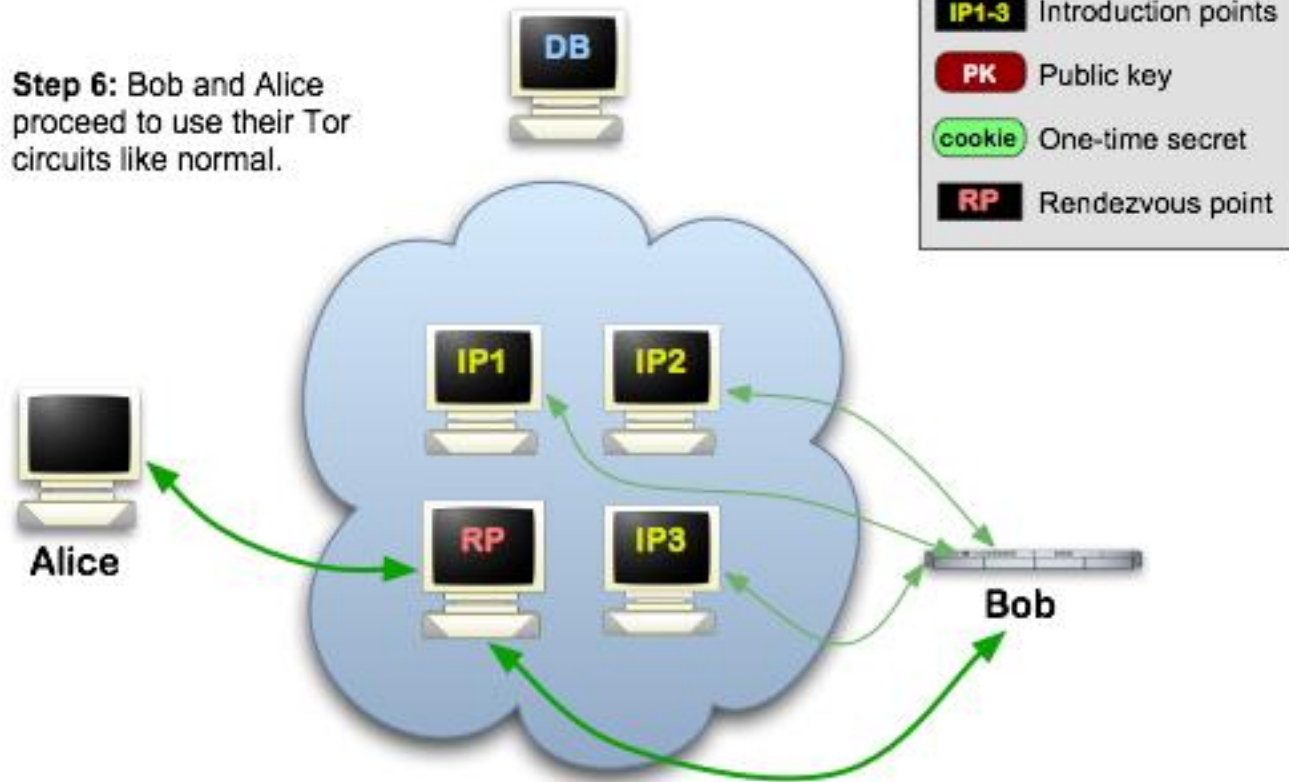 DB
Step 6: Bob and Alice
proceed to use their Tor
circuits like normal.
IP1-3 Introduction points
PK Public key
cookie One-time secret
RP Rendezvous point
IP1
IP2
RP
IP3
Alice
Bob